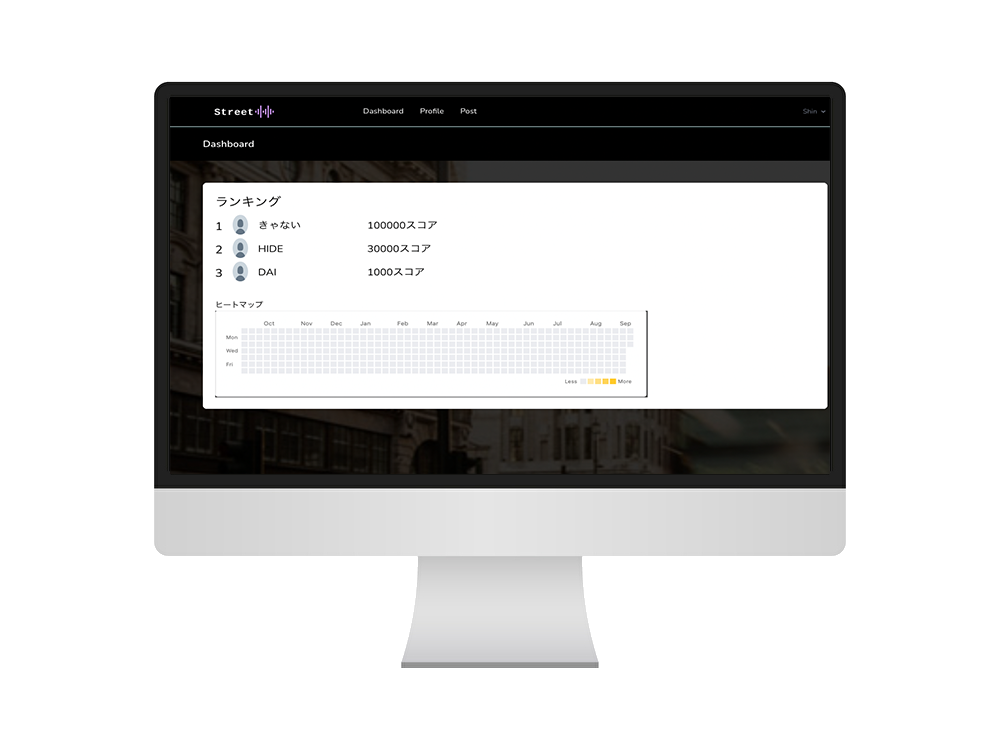 Street
Dashboard Profile Post
Shin
Dashboard
ランキング
1 きゃない 100000スコア
2 HIDE 30000スコア
3 DAI 1000スコア
ヒートマップ
Oct Nov Dec Jan Feb Mar Apr May Jun Jul Aug Sep
Mon
Wed
Fri
Less More